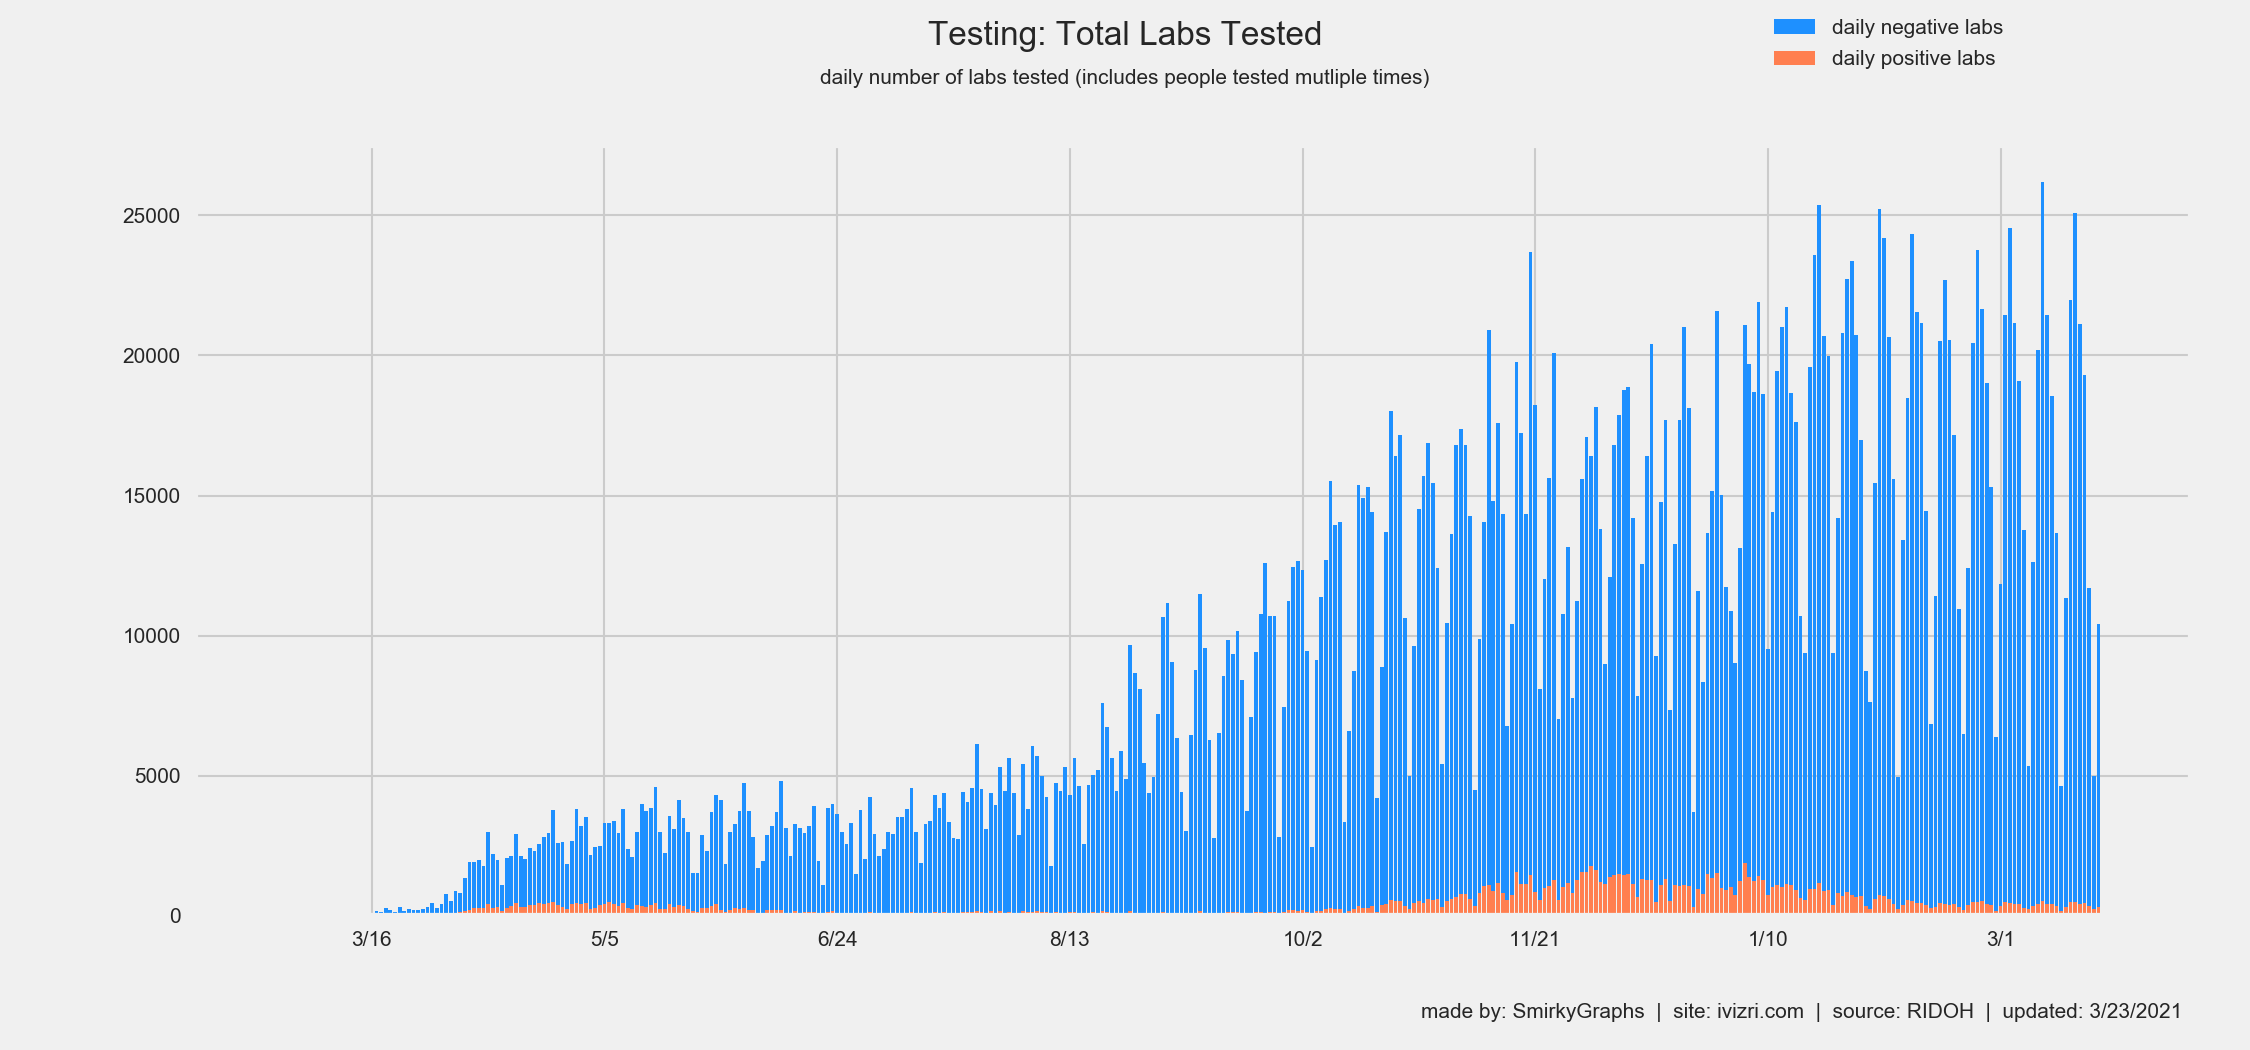 Testing: Total Labs Tested
daily number of labs tested (includes people tested mutliple times)
daily negative labs
daily positive labs
25000
20000
15000
10000
5000
0
3/16 5/5 6/24 8/13 10/2 11/21 1/10 3/1
made by: SmirkyGraphs | site: ivizri.com | source: RIDOH | updated: 3/23/2021